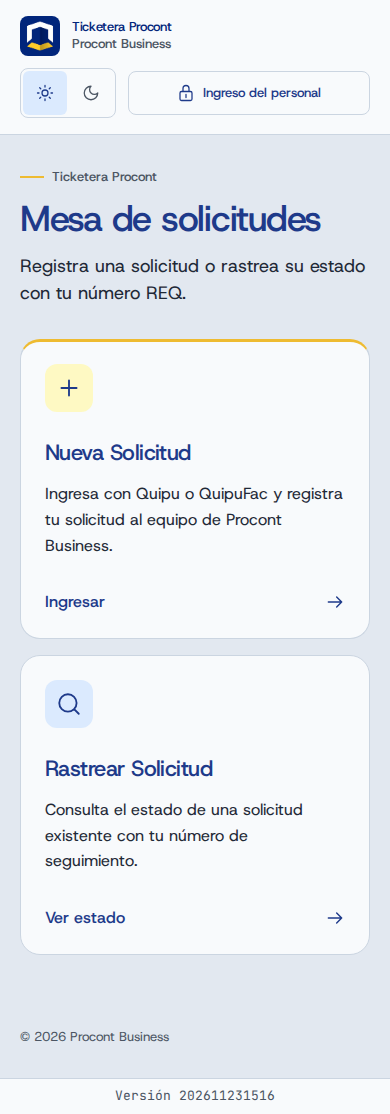 Ticketera Procont
Procont Business
Ingreso del personal
Ticketera Procont
Mesa de solicitudes
Registra una solicitud o rastrea su estado
con tu número REQ.
Nueva Solicitud
Ingresa con Quipu o QuipuFac y registra
tu solicitud al equipo de Procont
Business.
Ingresar
Rastrear Solicitud
Consulta el estado de una solicitud
existente con tu número de
seguimiento.
Ver estado
© 2026 Procont Business
Versión 202611231516